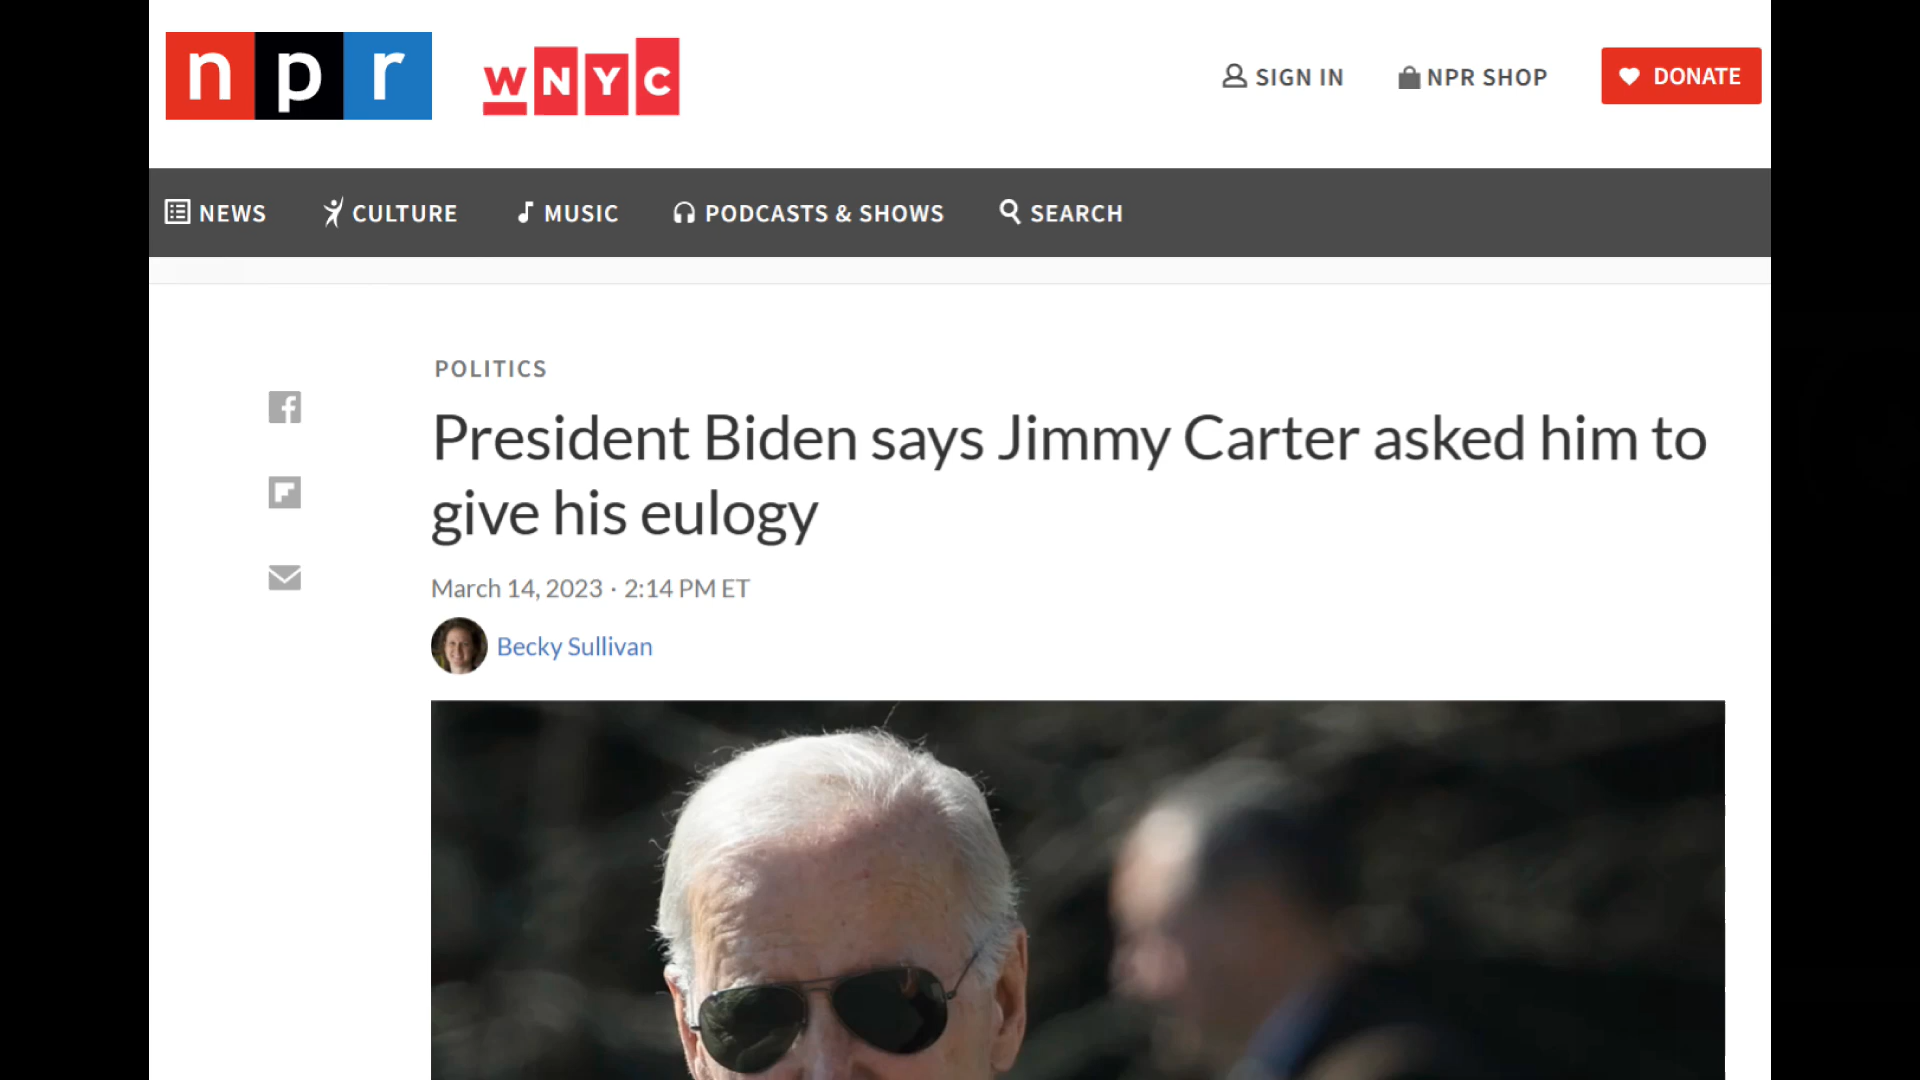 npr WNYC SIGN IN NPR SHOP DONATE
NEWS CULTURE MUSIC PODCASTS & SHOWS SEARCH
POLITICS
President Biden says Jimmy Carter asked him to
give his eulogy
March 14, 2023 · 2:14 PM ET
Becky Sullivan